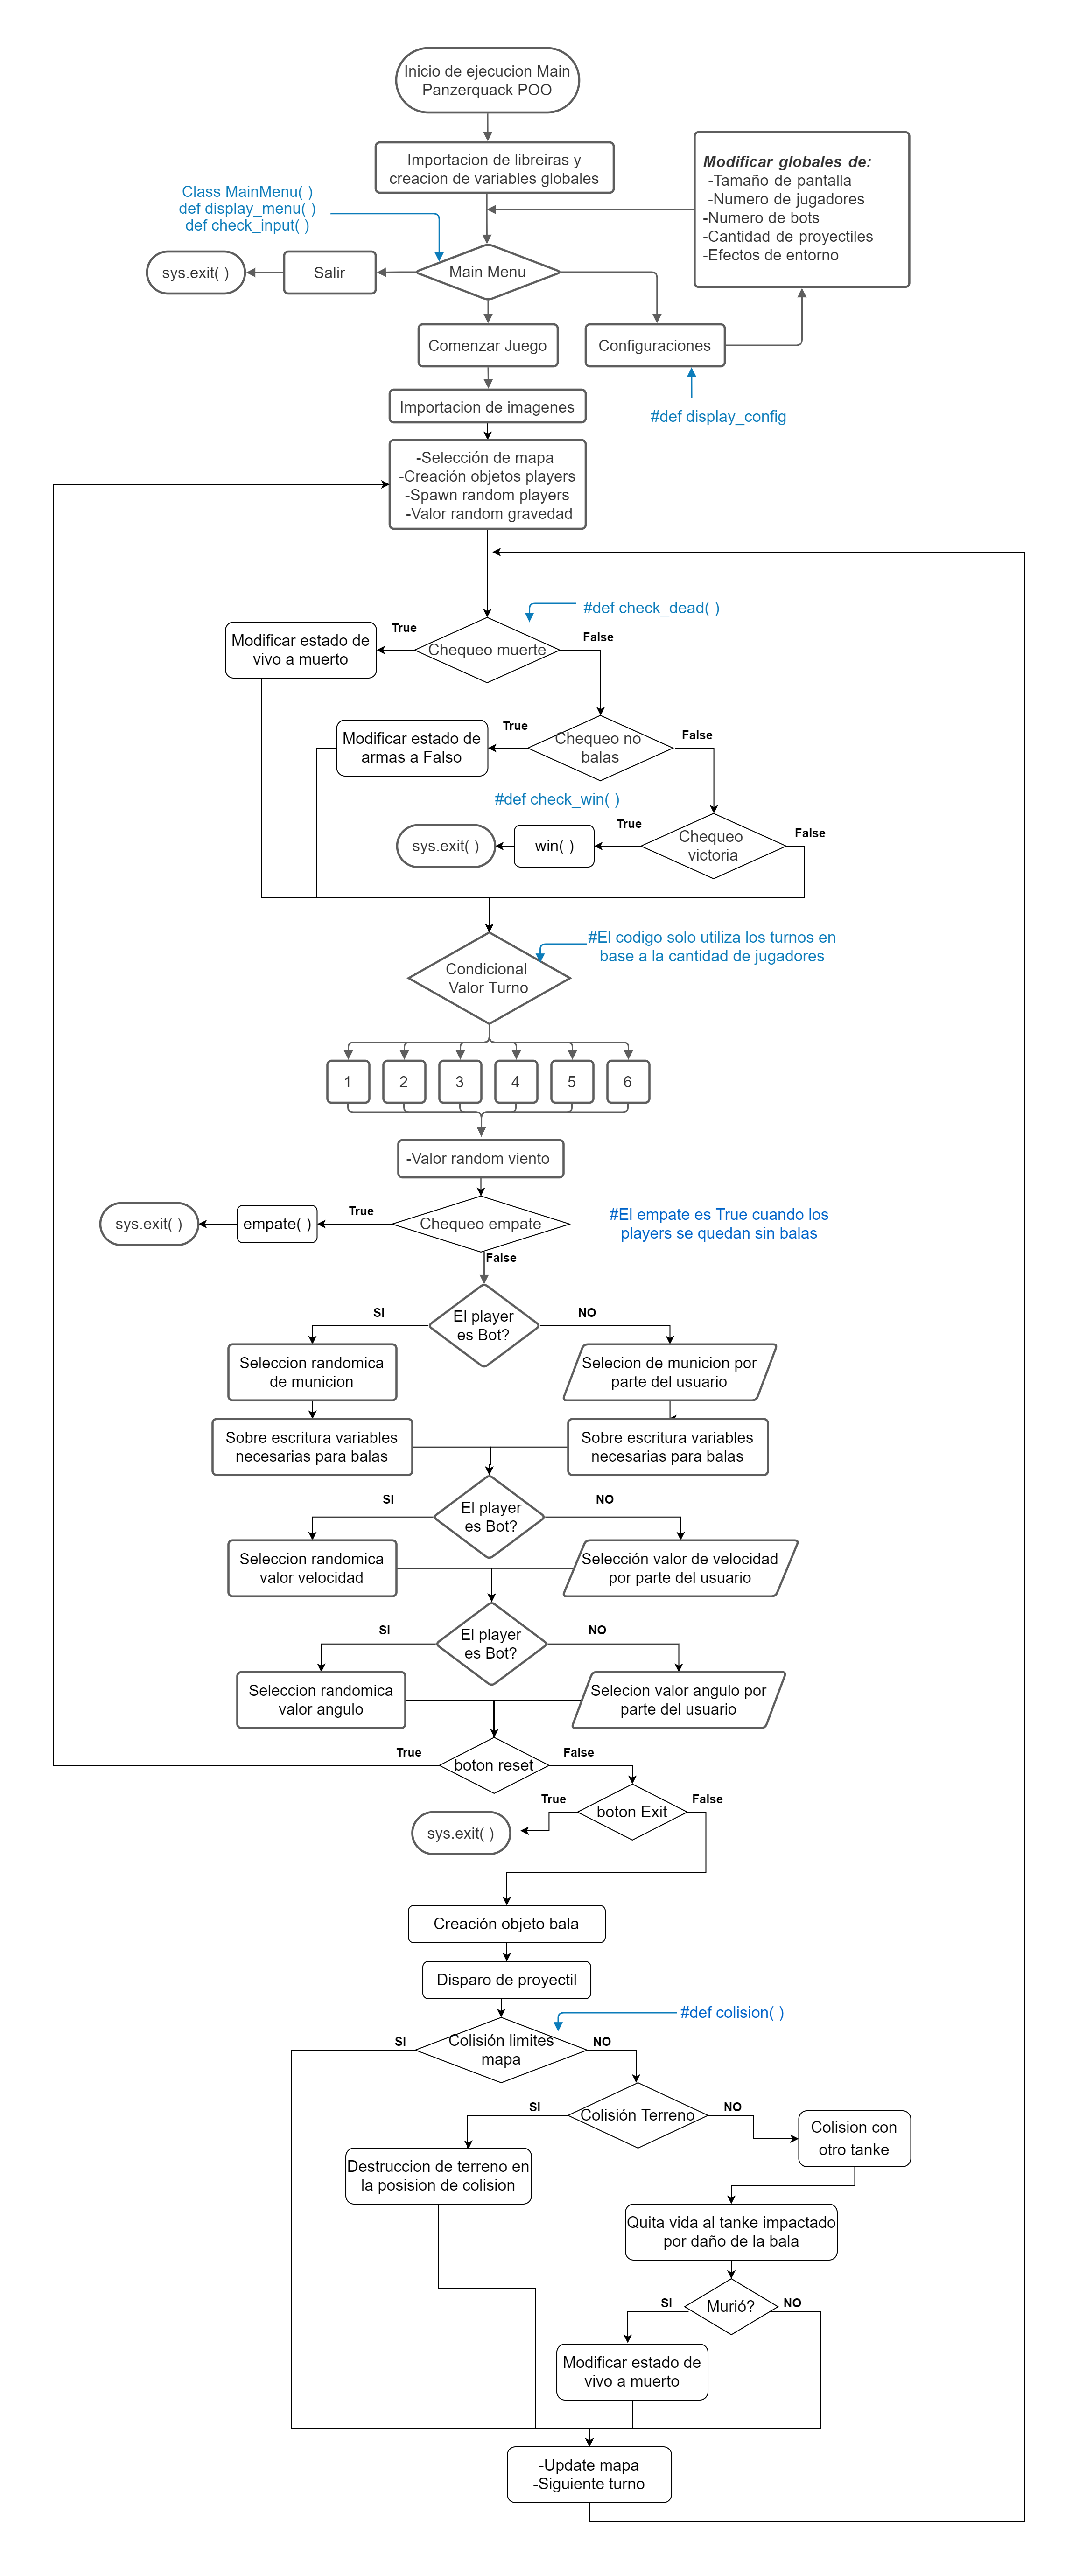 Inicio de ejecucion Main
Panzerquack POO
Importacion de libreiras y
creacion de variables globales
Modificar globales de:
-Tamaño de pantalla
-Numero de jugadores
-Numero de bots
-Cantidad de proyectiles
-Efectos de entorno
Class MainMenu( )
def display_menu( )
def check_input( )
sys.exit( )
Salir
Main Menu
Comenzar Juego
Configuraciones
Importacion de imagenes
#def display_config
-Selección de mapa
-Creación objetos players
-Spawn random players
-Valor random gravedad
#def check_dead( )
True
Modificar estado de
vivo a muerto
Chequeo muerte
False
True
Modificar estado de
armas a Falso
Chequeo no
balas
False
#def check_win( )
True
sys.exit( )
win( )
Chequeo
victoria
False
#El codigo solo utiliza los turnos en
base a la cantidad de jugadores
Condicional
Valor Turno
1 2 3 4 5 6
-Valor random viento
True
sys.exit( )
empate( )
Chequeo empate
#El empate es True cuando los
players se quedan sin balas
False
SI
El player
es Bot?
NO
Seleccion randomica
de municion
Selecion de municion por
parte del usuario
Sobre escritura variables
necesarias para balas
Sobre escritura variables
necesarias para balas
SI
El player
es Bot?
NO
Seleccion randomica
valor velocidad
Selección valor de velocidad
por parte del usuario
SI
El player
es Bot?
NO
Seleccion randomica
valor angulo
Selecion valor angulo por
parte del usuario
True
boton reset
False
True
boton Exit
False
sys.exit( )
Creación objeto bala
Disparo de proyectil
#def colision( )
SI
Colisión limites
mapa
NO
SI
Colisión Terreno
NO
Colision con
otro tanke
Destruccion de terreno en
la posision de colision
Quita vida al tanke impactado
por daño de la bala
SI
Murió?
NO
Modificar estado de
vivo a muerto
-Update mapa
-Siguiente turno